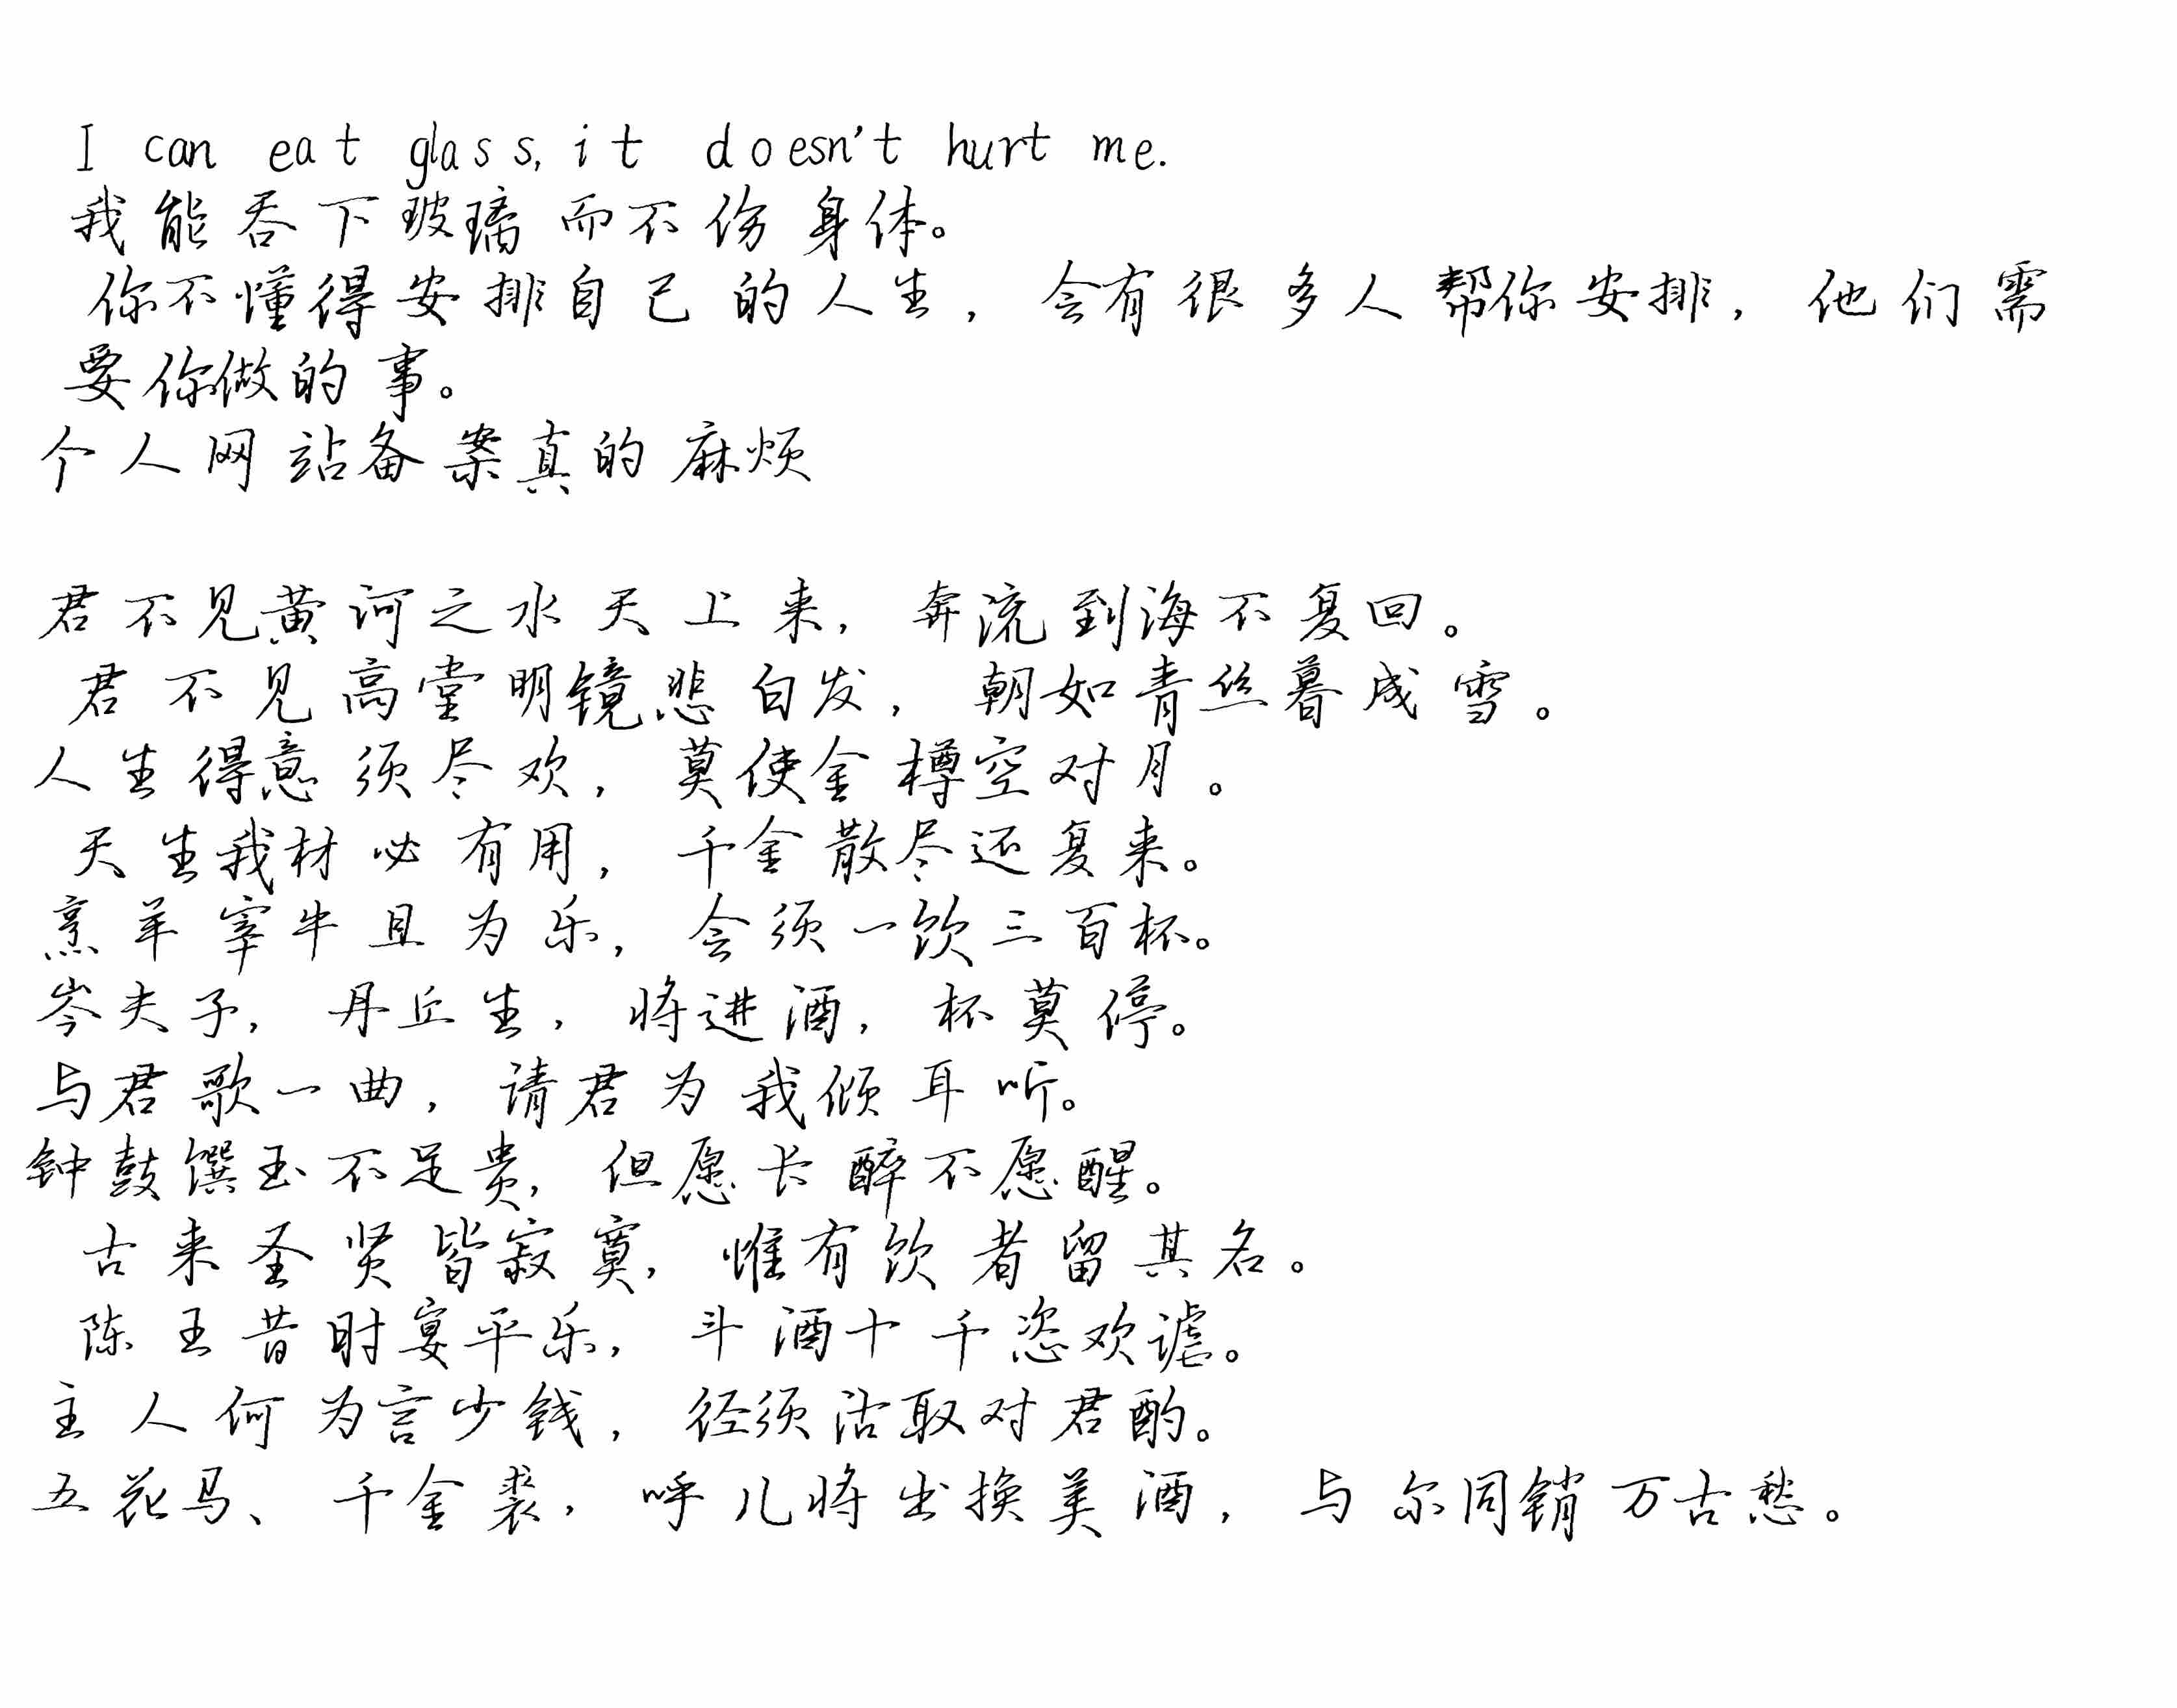 I can eat glass, it doesn't hurt me.
我能吞下玻璃而不伤身体。
你不懂得安排自己的人生，会有很多人帮你安排，他们需
要你做的事。
个人网站备案真的麻烦
君不见黄河之水天上来，奔流到海不复回。
君不见高堂明镜悲白发，朝如青丝暮成雪。
人生得意须尽欢，莫使金樽空对月。
天生我材必有用，千金散尽还复来。
烹羊宰牛且为乐，会须一饮三百杯。
岑夫子，丹丘生，将进酒，杯莫停。
与君歌一曲，请君为我倾耳听。
钟鼓馔玉不足贵，但愿长醉不愿醒。
古来圣贤皆寂寞，惟有饮者留其名。
陈王昔时宴平乐，斗酒十千恣欢谑。
主人何为言少钱，径须沽取对君酌。
五花马、千金裘，呼儿将出换美酒，与尔同销万古愁。